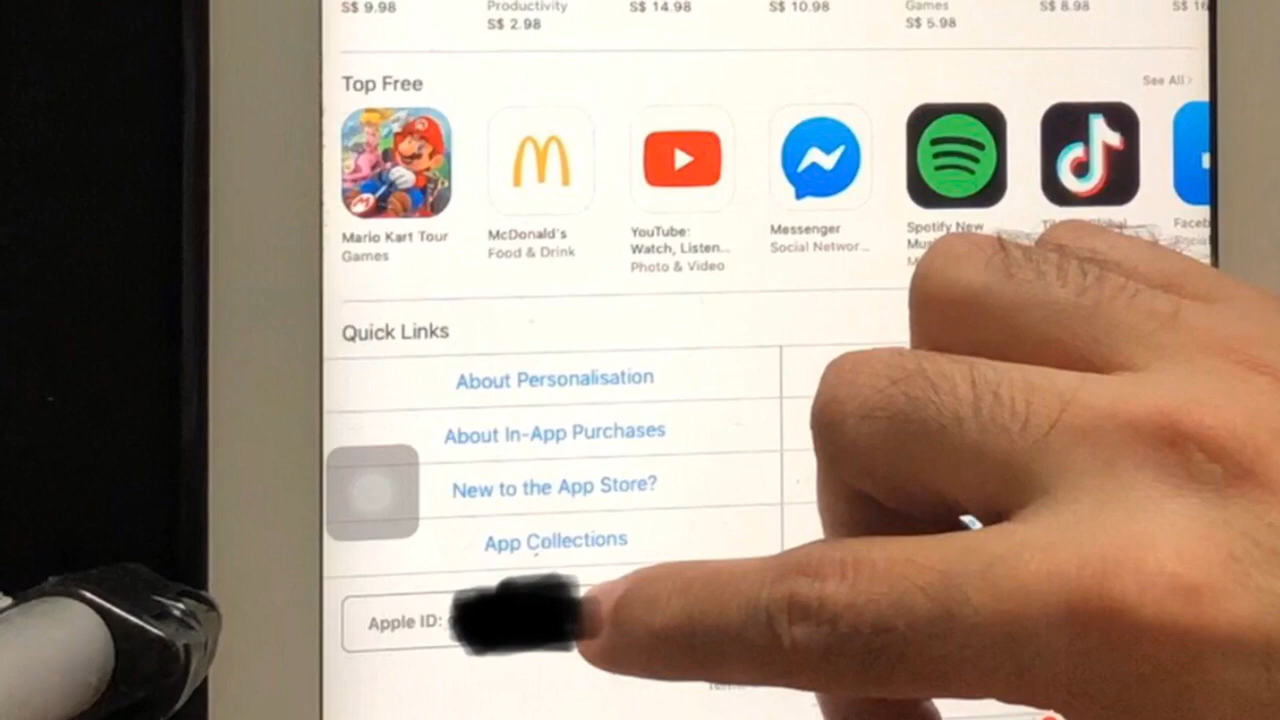 S$ 9.98
Productivity
S$ 2.98
S$ 14.98
S$ 10.98
Games
S$ 5.98
S$ 8.98
S$
Top Free
See All
Mario Kart Tour
Games
McDonald's
Food & Drink
YouTube:
Watch, Listen...
Photo & Video
Messenger
Social Networ...
Spotify New
Quick Links
About Personalisation
About In-App Purchases
New to the App Store?
App Collections
Apple ID: